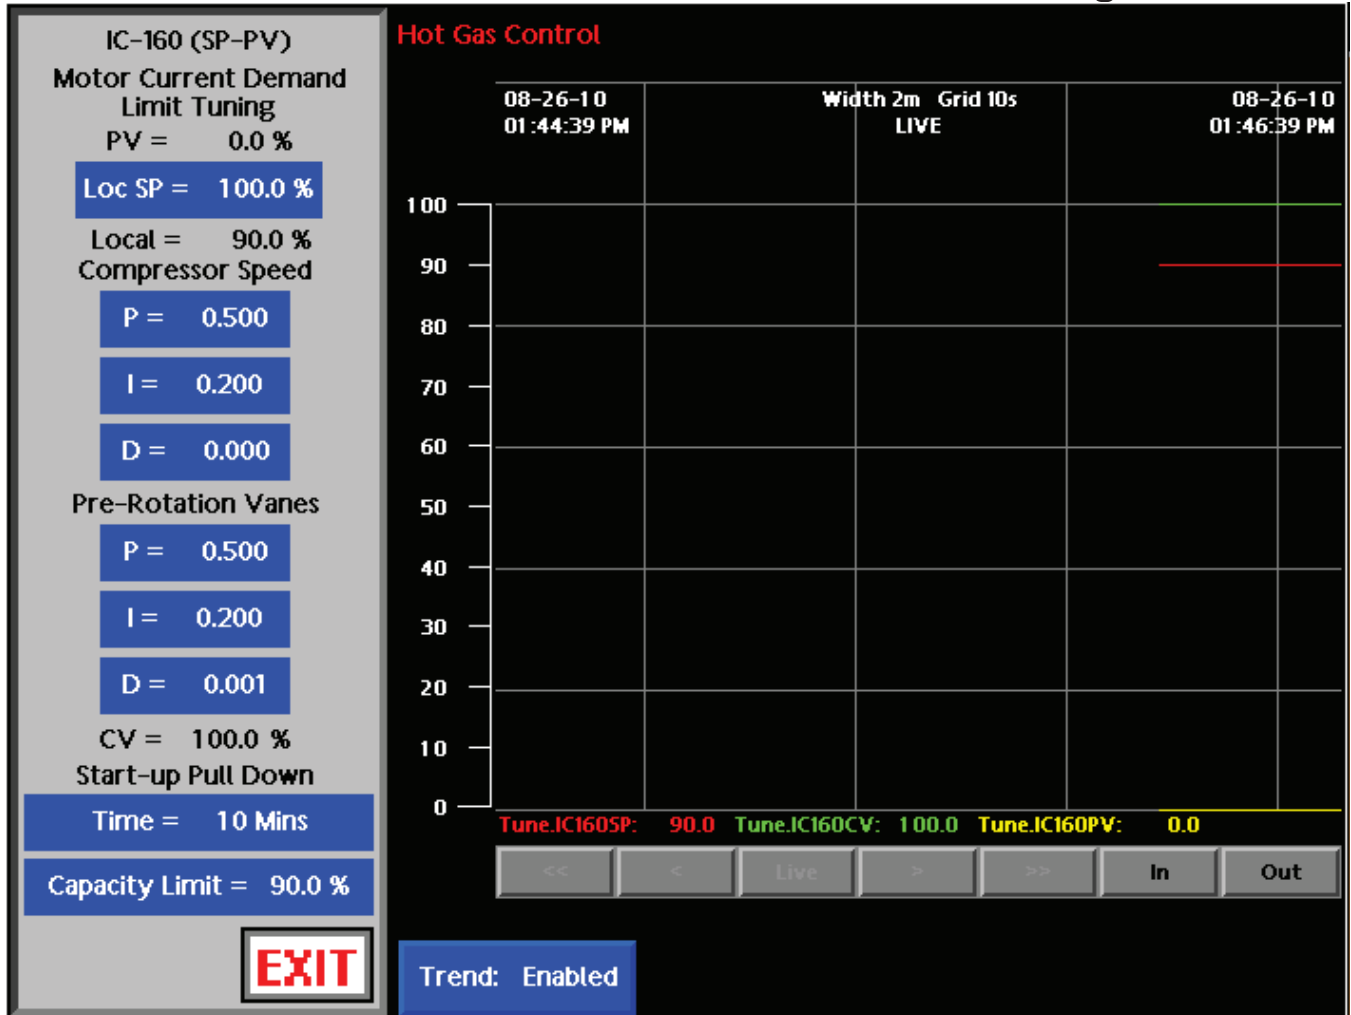 IC-160 (SP-PV)
Motor Current Demand
Limit Tuning
PV = 0.0 %
Loc SP = 100.0 %
Local = 90.0 %
Compressor Speed
P = 0.500
I = 0.200
D = 0.000
Pre-Rotation Vanes
P = 0.500
I = 0.200
D = 0.001
CV = 100.0 %
Start-up Pull Down
Time = 10 Mins
Capacity Limit = 90.0 %
EXIT
Hot Gas Control
08-26-10 Width 2m Grid 10s 08-26-10
01:44:39 PM LIVE 01:46:39 PM
100
90
80
70
60
50
40
30
20
10
0
Tune.IC160SP: 90.0 Tune.IC160CV: 100.0 Tune.IC160PV: 0.0
<< < Live > >> In Out
Trend: Enabled